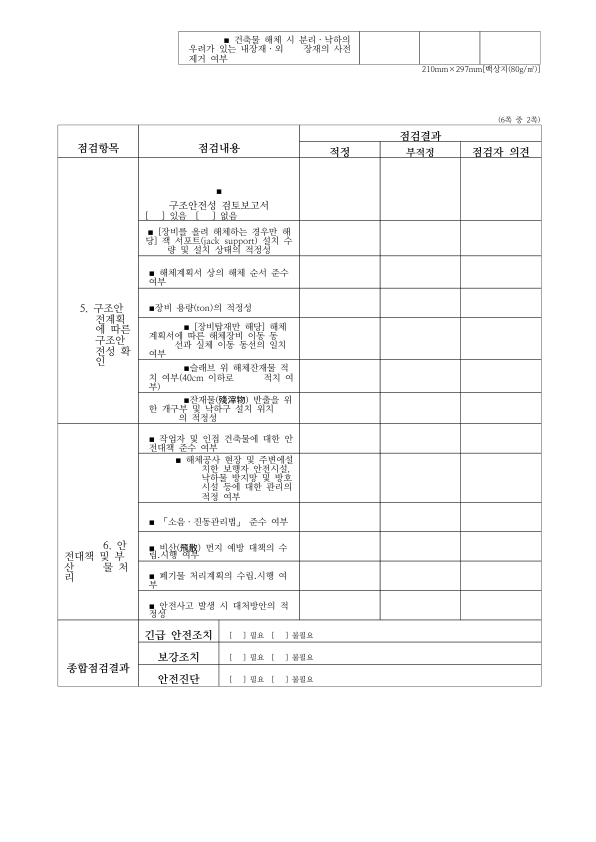 ■ 건축물 해체 시 분리ㆍ낙하의
우려가 있는 내장재ㆍ외 장재의 사전
제거 여부
210mm×297mm[백상지(80g/㎡)]
(6쪽 중 2쪽)
점검항목 점검내용 점검결과
적정 부적정 점검자 의견
5. 구조안
전계획
에 따른
구조안
전성 확
인
■
구조안전성 검토보고서
[ ] 있음 [ ] 없음
■ [장비를 올려 해체하는 경우만 해
당] 잭 서포트(jack support) 설치 수
량 및 설치 상태의 적정성
■ 해체계획서 상의 해체 순서 준수
여부
■장비 용량(ton)의 적정성
■ [장비탑재만 해당] 해체
계획서에 따른 해체장비 이동 동
선과 실제 이동 동선의 일치
여부
■슬래브 위 해체잔재물 적
치 여부(40cm 이하로 적치 여
부)
■잔재물(殘滓物) 반출을 위
한 개구부 및 낙하구 설치 위치
의 적정성
6. 안
전대책 및 부
산 물 처
리
■ 작업자 및 인접 건축물에 대한 안
전대책 준수 여부
■ 해체공사 현장 및 주변에설
치한 보행자 안전시설,
낙하물 방지망 및 방호
시설 등에 대한 관리의
적정 여부
■ 「소음ㆍ진동관리법」 준수 여부
■ 비산(飛散) 먼지 예방 대책의 수
립.시행 여부
■ 폐기물 처리계획의 수립.시행 여
부
■ 안전사고 발생 시 대처방안의 적
정성
종합점검결과
긴급 안전조치 [ ] 필요 [ ] 불필요
보강조치 [ ] 필요 [ ] 불필요
안전진단 [ ] 필요 [ ] 불필요